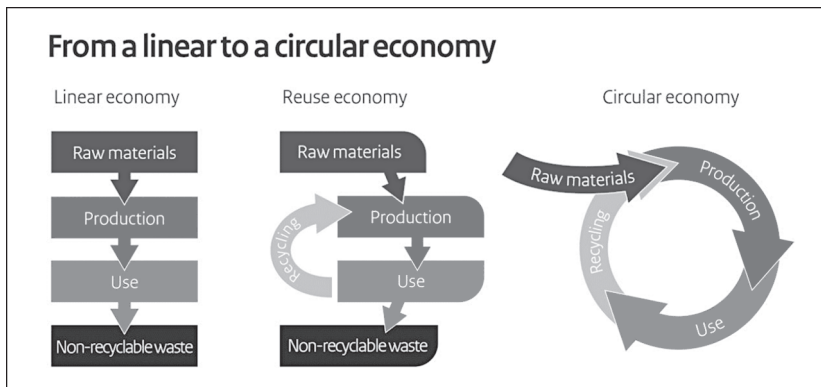 From a linear to a circular economy
Linear economy
Raw materials
Production
Use
Non-recyclable waste
Reuse economy
Raw materials
Production
Recycling
Use
Non-recyclable waste
Circular economy
Raw materials
Production
Use
Recycling